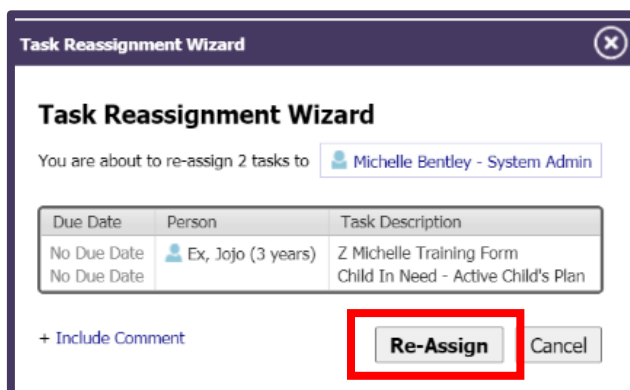 Task Reassignment Wizard
Task Reassignment Wizard
You are about to re-assign 2 tasks to Michelle Bentley - System Admin
Due Date Person Task Description
No Due Date Ex, Jojo (3 years) Z Michelle Training Form
No Due Date Child In Need - Active Child's Plan
+ Include Comment Re-Assign Cancel